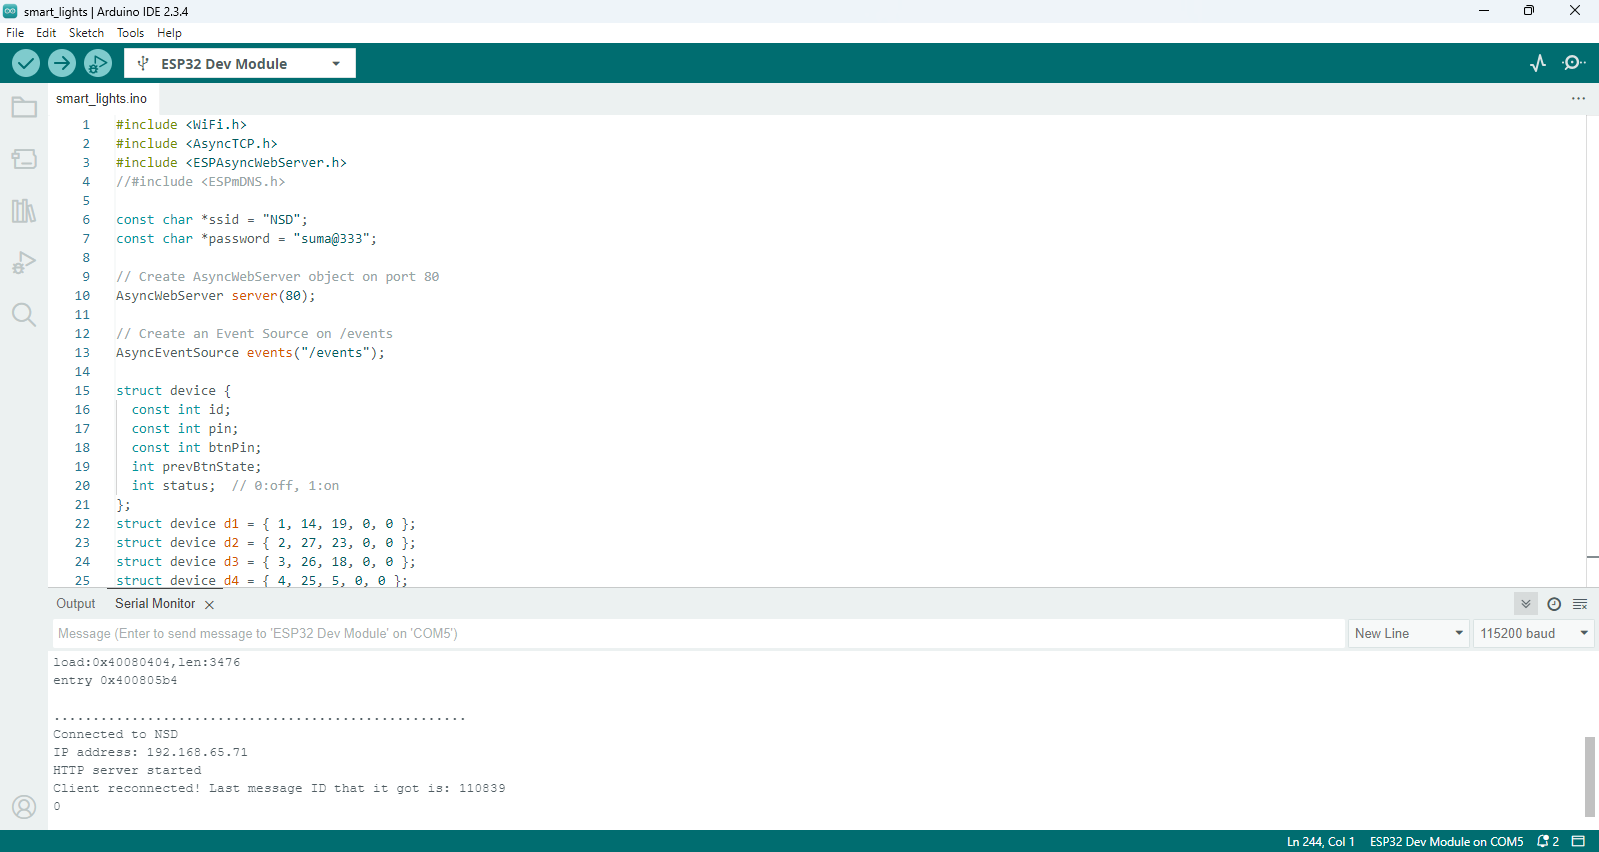 smart_lights | Arduino IDE 2.3.4
File Edit Sketch Tools Help
ESP32 Dev Module
smart_lights.ino
1 #include <WiFi.h>
2 #include <AsyncTCP.h>
3 #include <ESPAsyncWebServer.h>
4 //#include <ESPmDNS.h>
5
6 const char *ssid = "NSD";
7 const char *password = "suma@333";
8
9 // Create AsyncWebServer object on port 80
10 AsyncWebServer server(80);
11
12 // Create an Event Source on /events
13 AsyncEventSource events("/events");
14
15 struct device {
16 const int id;
17 const int pin;
18 const int btnPin;
19 int prevBtnState;
20 int status; // 0:off, 1:on
21 };
22 struct device d1 = { 1, 14, 19, 0, 0 };
23 struct device d2 = { 2, 27, 23, 0, 0 };
24 struct device d3 = { 3, 26, 18, 0, 0 };
25 struct device d4 = { 4, 25, 5, 0, 0 };
Output Serial Monitor
Message (Enter to send message to 'ESP32 Dev Module' on 'COM5') New Line 115200 baud
load:0x40080404,len:3476
entry 0x400805b4
.....................................................
Connected to NSD
IP address: 192.168.65.71
HTTP server started
Client reconnected! Last message ID that it got is: 110839
0
Ln 244, Col 1 ESP32 Dev Module on COM5 2